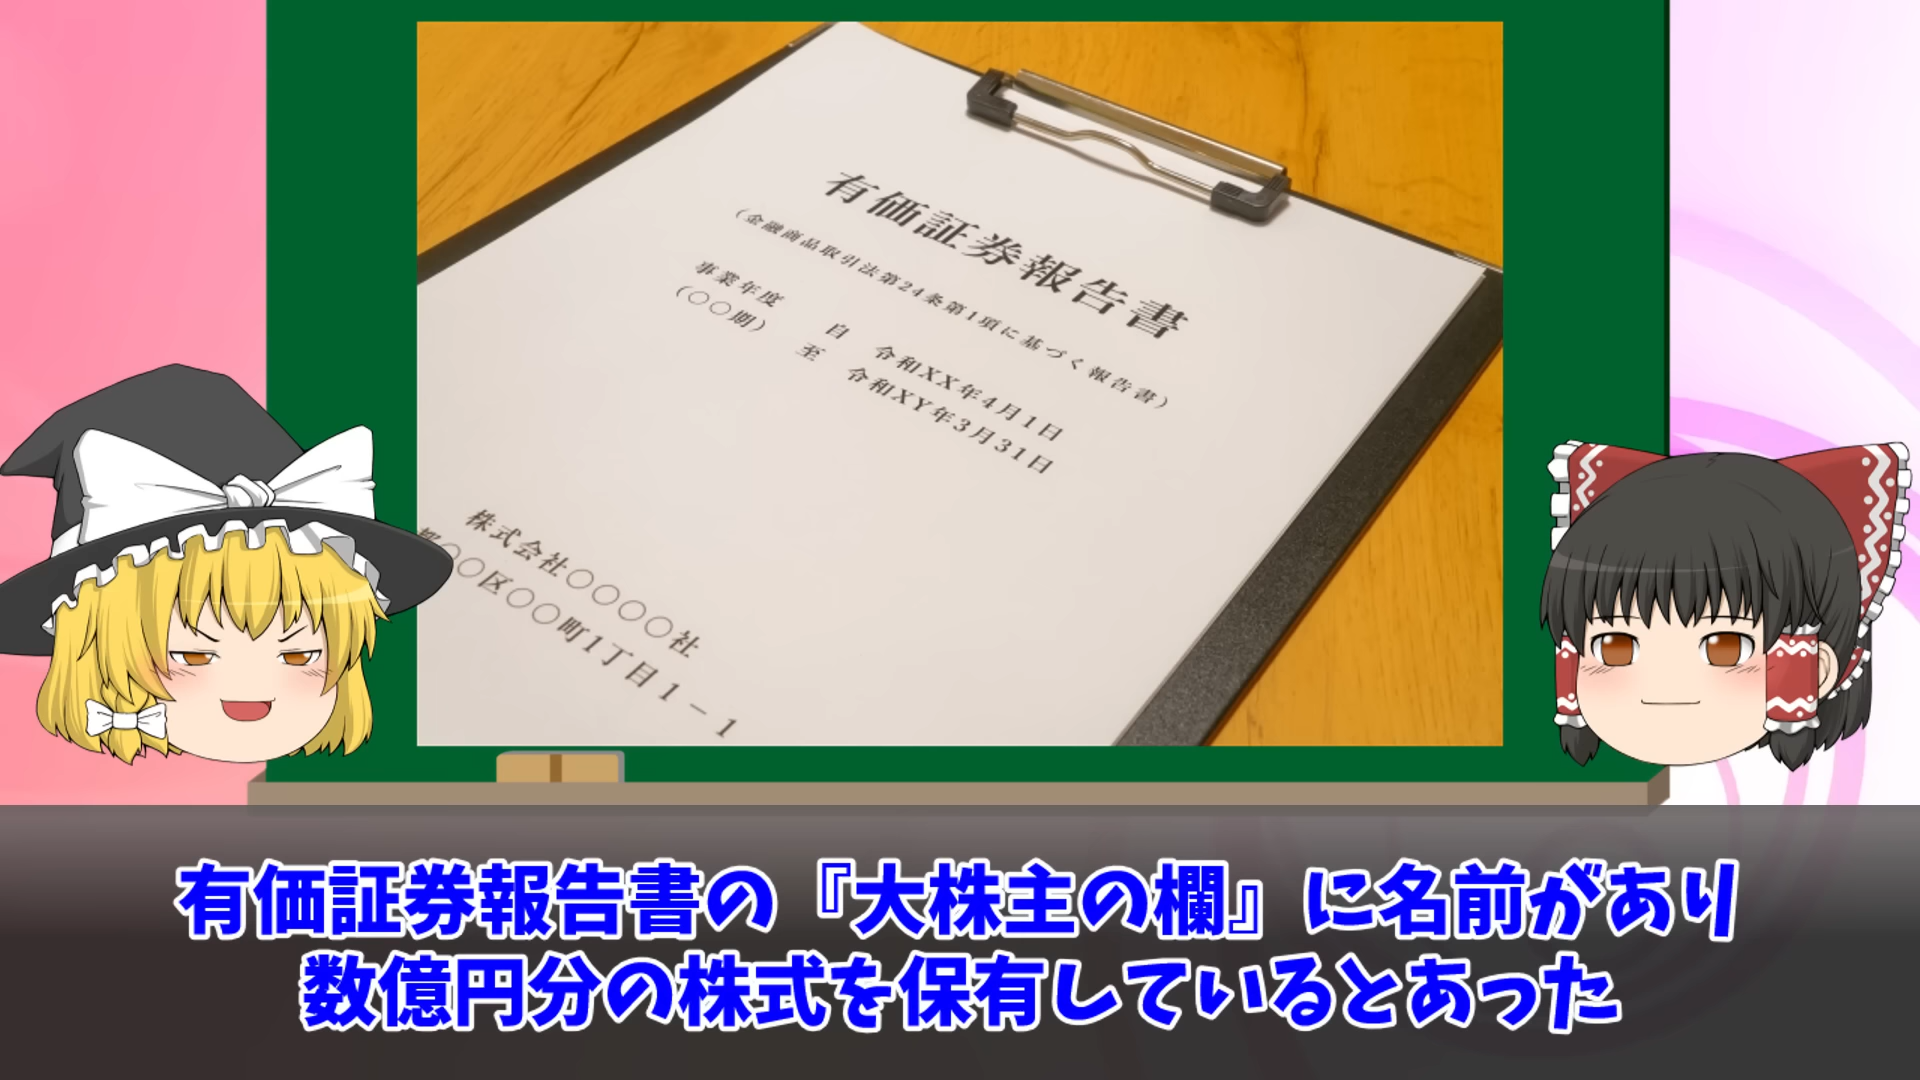 有価証券報告書
（金融商品取引法第24条第1項に基づく報告書）
事業年度
（○○期）
自 令和XX年4月1日
至 令和XY年3月31日
株式会社○○○○社
都○○区○○町1丁目1－1
有価証券報告書の『大株主の欄』に名前があり
数億円分の株式を保有しているとあった